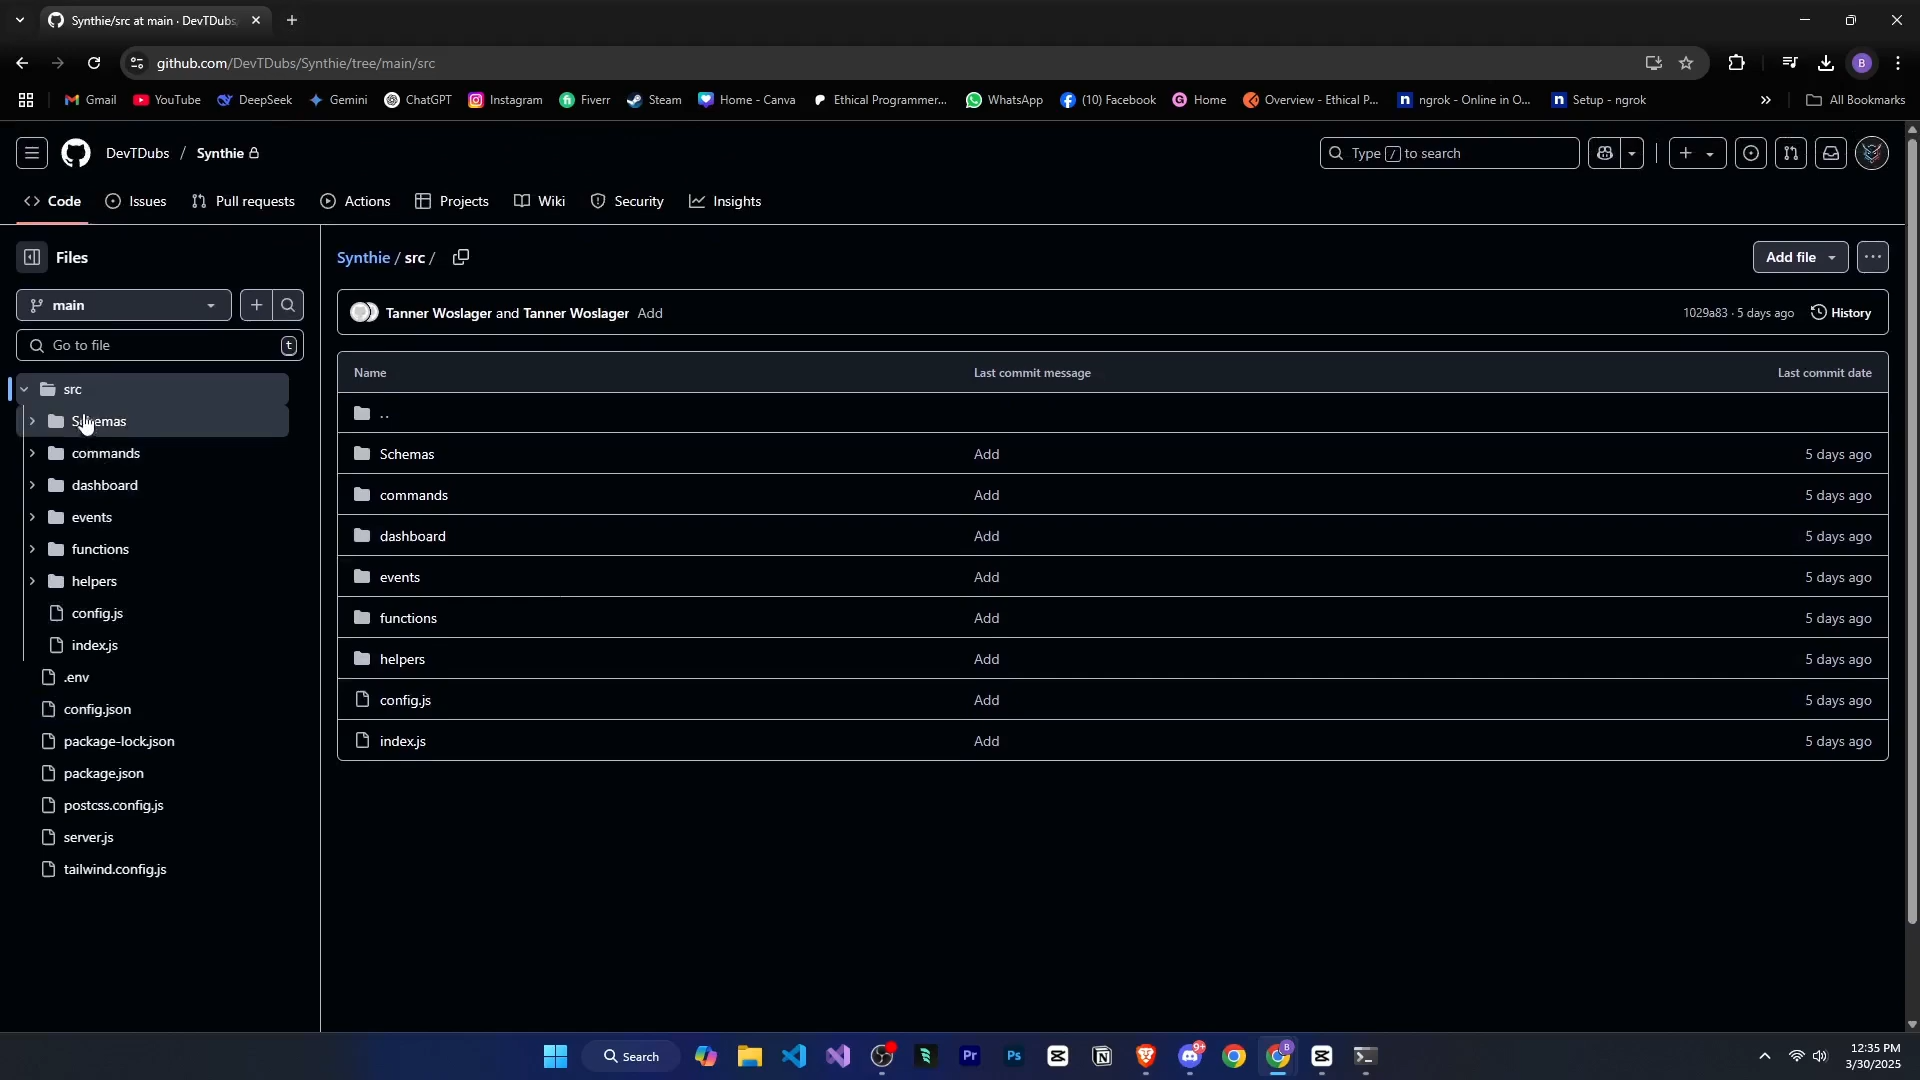 Synthie/src at main · DevTDubs
github.com/DevTDubs/Synthie/tree/main/src
Gmail YouTube DeepSeek Gemini ChatGPT Instagram Fiverr Steam Home - Canva Ethical Programmer... WhatsApp (10) Facebook Home Overview - Ethical P... ngrok - Online in O... Setup - ngrok » All Bookmarks
DevTDubs / Synthie
Type / to search
Code Issues Pull requests Actions Projects Wiki Security Insights
Files
Synthie / src /
Add file
main
Tanner Woslager and Tanner Woslager Add
1029a83 · 5 days ago History
Go to file t
src
Schemas
commands
dashboard
events
functions
helpers
config.js
index.js
.env
config.json
package-lock.json
package.json
postcss.config.js
server.js
tailwind.config.js
Name Last commit message Last commit date
..
Schemas Add 5 days ago
commands Add 5 days ago
dashboard Add 5 days ago
events Add 5 days ago
functions Add 5 days ago
helpers Add 5 days ago
config.js Add 5 days ago
index.js Add 5 days ago
Search
Pr
Ps
9+
12:35 PM
3/30/2025